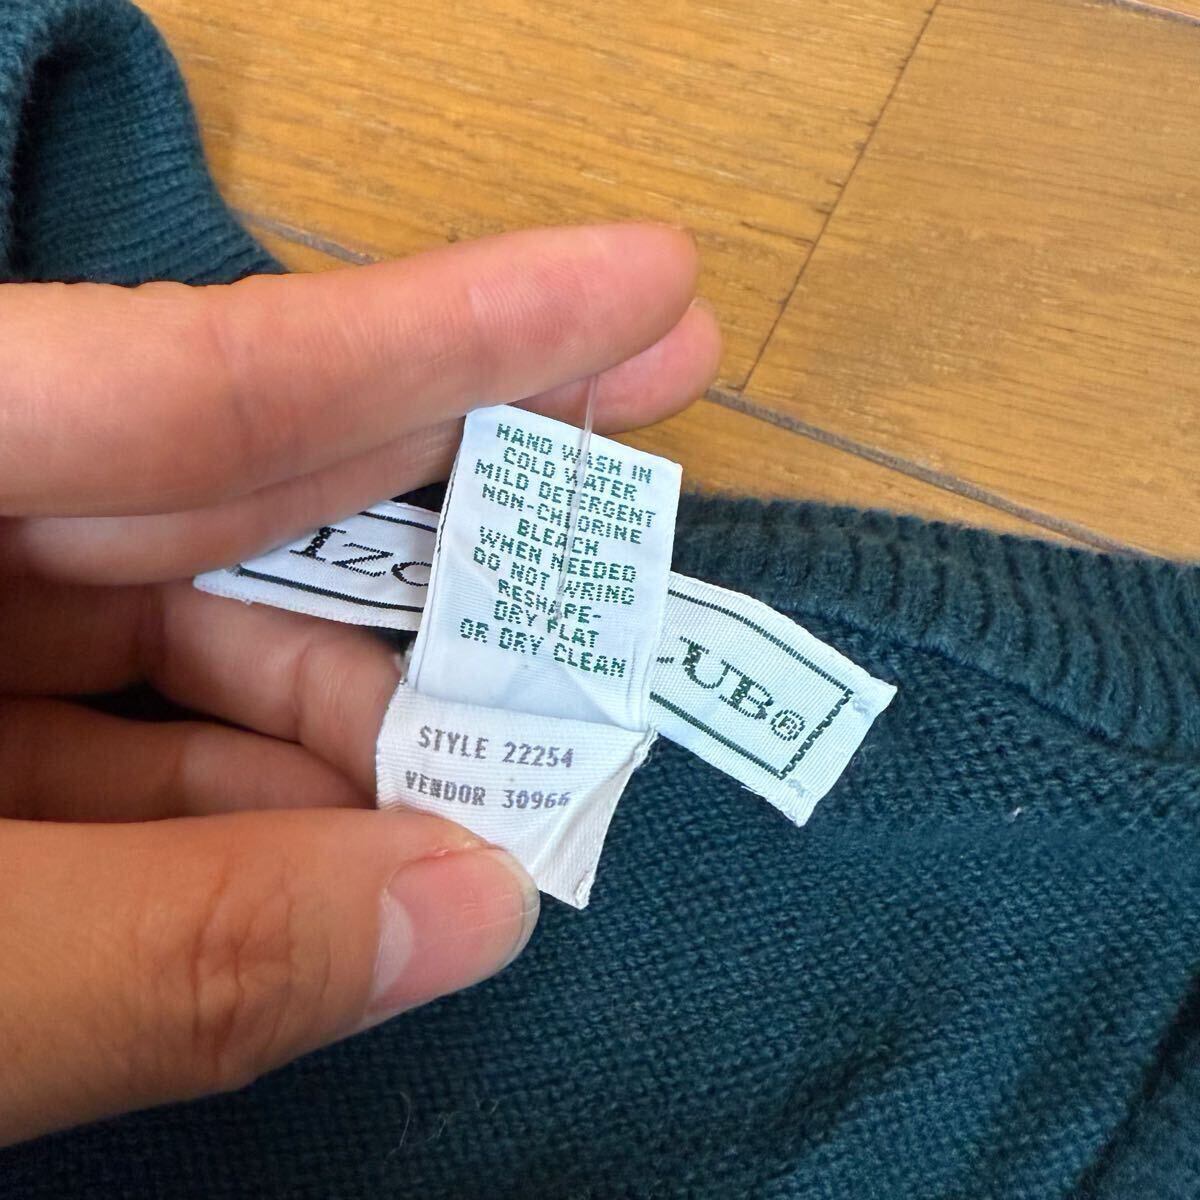 HAND WASH IN
COLD WATER
MILD DETERGENT
NON-CHLORINE
BLEACH
WHEN NEEDED
DO NOT WRING
RESHAPE-
DRY FLAT
OR DRY CLEAN
STYLE 22254
VENDOR 30966